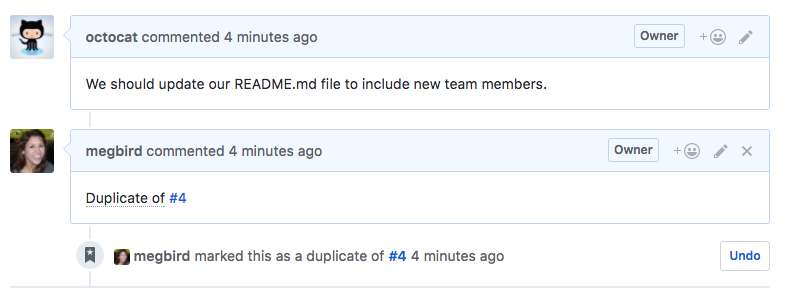 octocat commented 4 minutes ago Owner
We should update our README.md file to include new team members.
megbird commented 4 minutes ago Owner
Duplicate of #4
megbird marked this as a duplicate of #4 4 minutes ago Undo